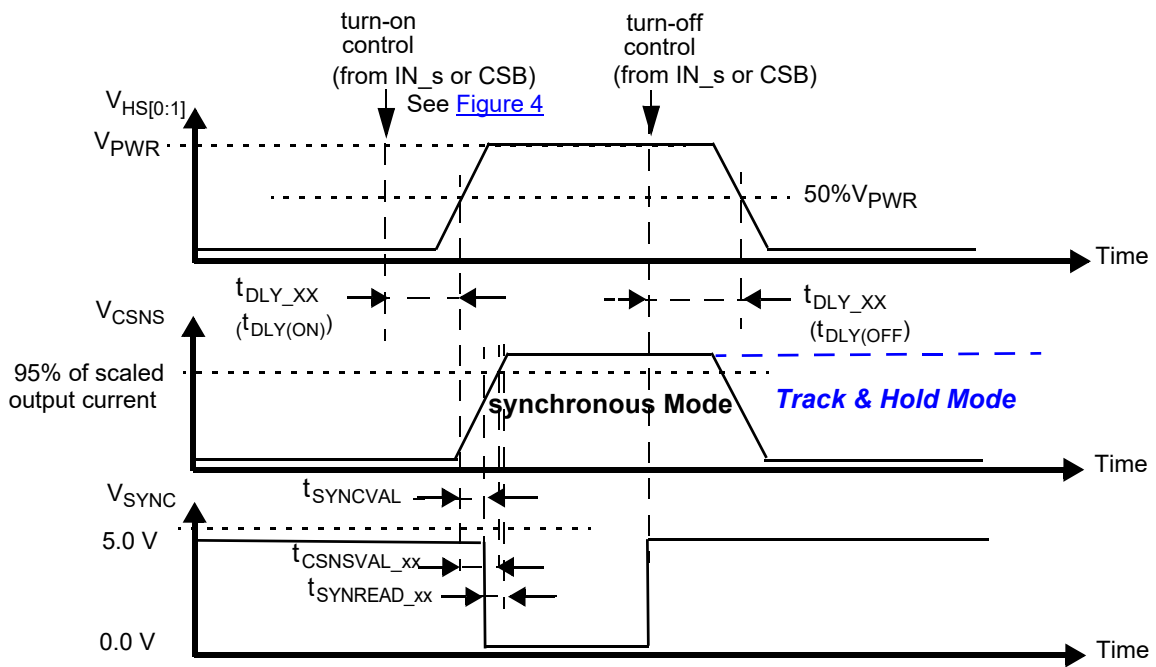 turn-on
control
(from IN_s or CSB)
See Figure 4
turn-off
control
(from IN_s or CSB)
VHS[0:1]
VPWR
50%VPWR
Time
tDLY_XX
(tDLY(ON))
tDLY_XX
(tDLY(OFF)
VCSNS
95% of scaled
output current
synchronous Mode
Track & Hold Mode
Time
VSYNC
tSYNCVAL
5.0 V
tCSNSVAL_xx
tSYNREAD_xx
0.0 V
Time